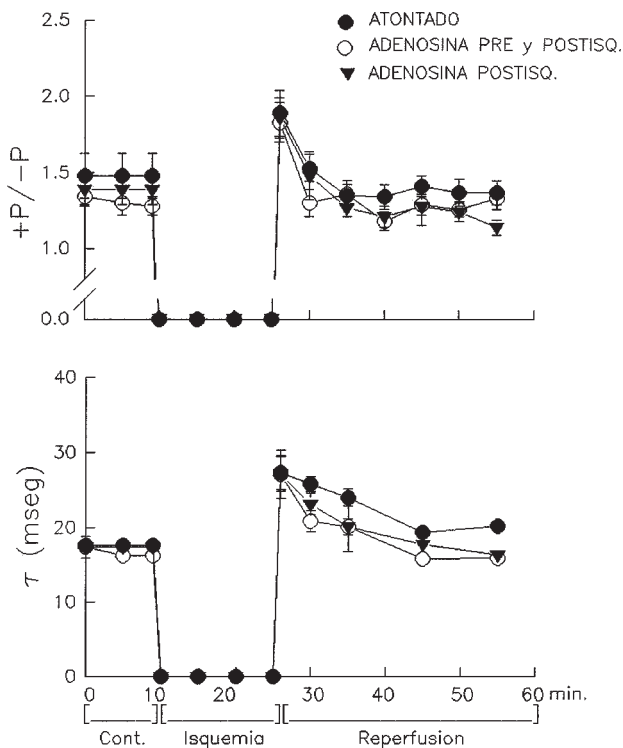 ATONTADO
ADENOSINA PRE y POSTISQ.
ADENOSINA POSTISQ.
2.5
2.0
1.5
1.0
0.0
+P/−P
40
30
20
10
0
τ (mseg)
0 10 20 30 40 50 60 min.
Cont. Isquemia Reperfusion